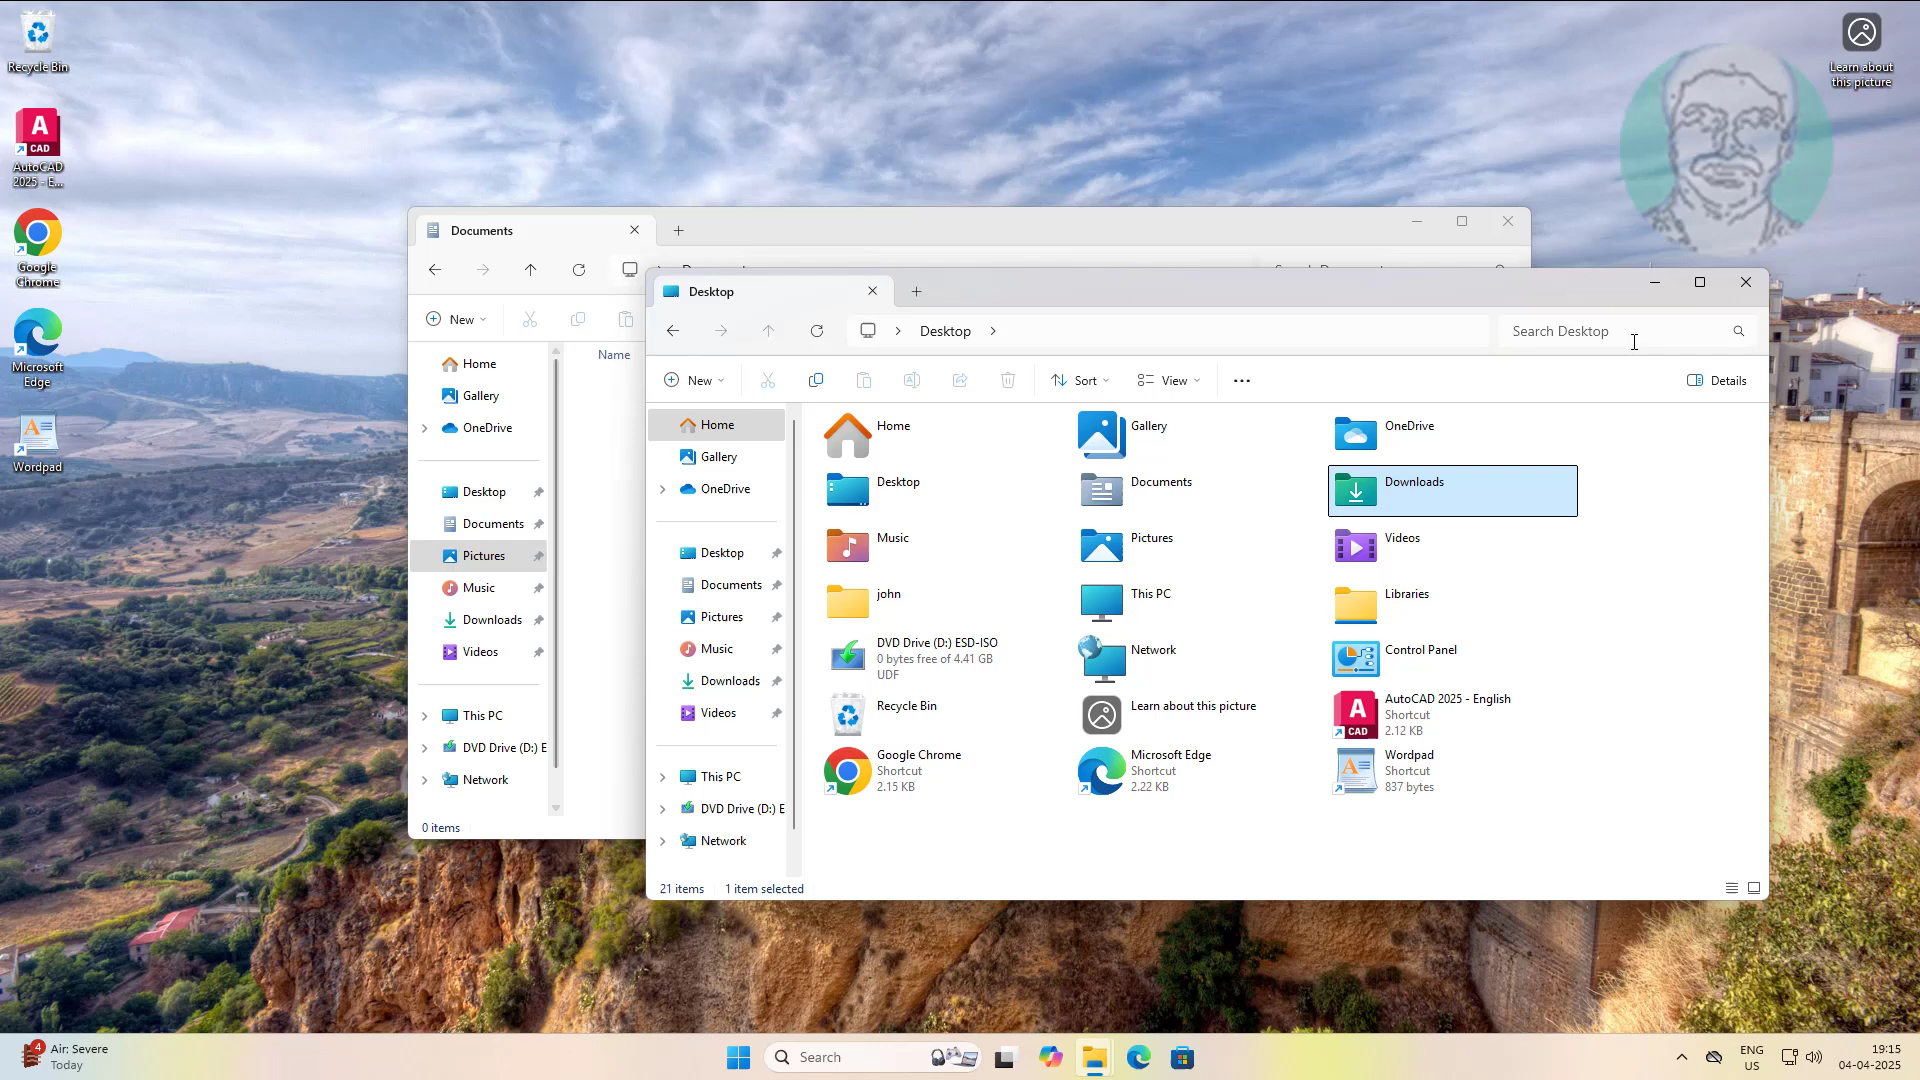 Recycle Bin
A
CAD
AutoCAD
2025 - E...
Google
Chrome
Microsoft
Edge
Wordpad
Learn about
this picture
Documents
New
Name
Home
Gallery
OneDrive
Desktop
Documents
Pictures
Music
Downloads
Videos
This PC
DVD Drive (D:) E
Network
0 items
Desktop
Desktop
Search Desktop
New
Sort
View
Details
Home
Gallery
OneDrive
Desktop
Documents
Pictures
Music
Downloads
Videos
This PC
DVD Drive (D:) E
Network
Home
Gallery
OneDrive
Desktop
Documents
Downloads
Music
Pictures
Videos
john
This PC
Libraries
DVD Drive (D:) ESD-ISO
0 bytes free of 4.41 GB
UDF
Network
Control Panel
Recycle Bin
Learn about this picture
A
CAD
AutoCAD 2025 - English
Shortcut
2.12 KB
Google Chrome
Shortcut
2.15 KB
Microsoft Edge
Shortcut
2.22 KB
Wordpad
Shortcut
837 bytes
21 items
1 item selected
4
Air: Severe
Today
Search
ENG
US
19:15
04-04-2025